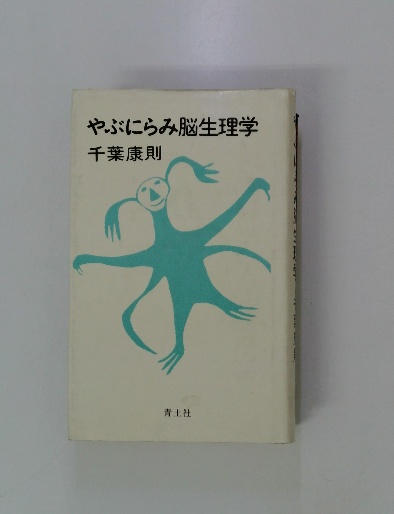 やぶにらみ脳生理学
千葉康則
青土社